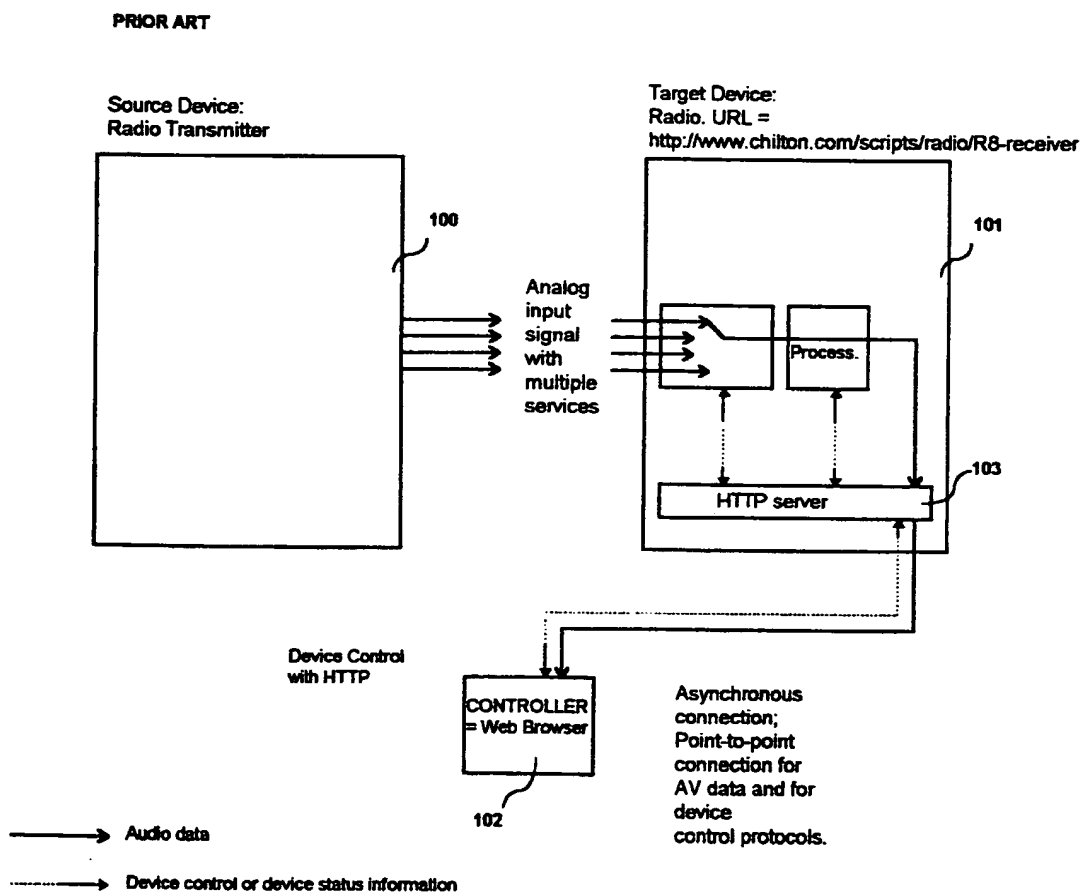 PRIOR ART
Source Device:
Radio Transmitter
Target Device:
Radio. URL =
http://www.chilton.com/scripts/radio/R8-receiver
100
101
Analog
input
signal
with
multiple
services
Process.
103
HTTP server
Device Control
with HTTP
CONTROLLER
= Web Browser
102
Asynchronous
connection;
Point-to-point
connection for
AV data and for
device
control protocols.
Audio data
Device control or device status information